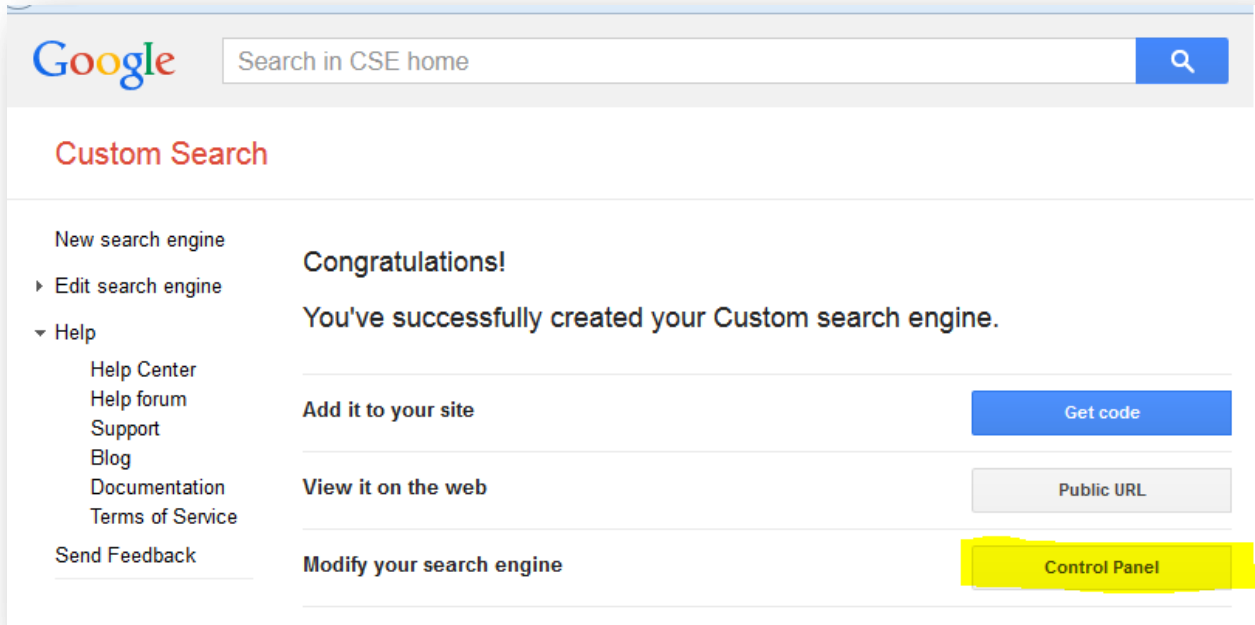 Google
Search in CSE home
Custom Search
New search engine
Edit search engine
Help
Help Center
Help forum
Support
Blog
Documentation
Terms of Service
Send Feedback
Congratulations!
You've successfully created your Custom search engine.
Add it to your site
Get code
View it on the web
Public URL
Modify your search engine
Control Panel